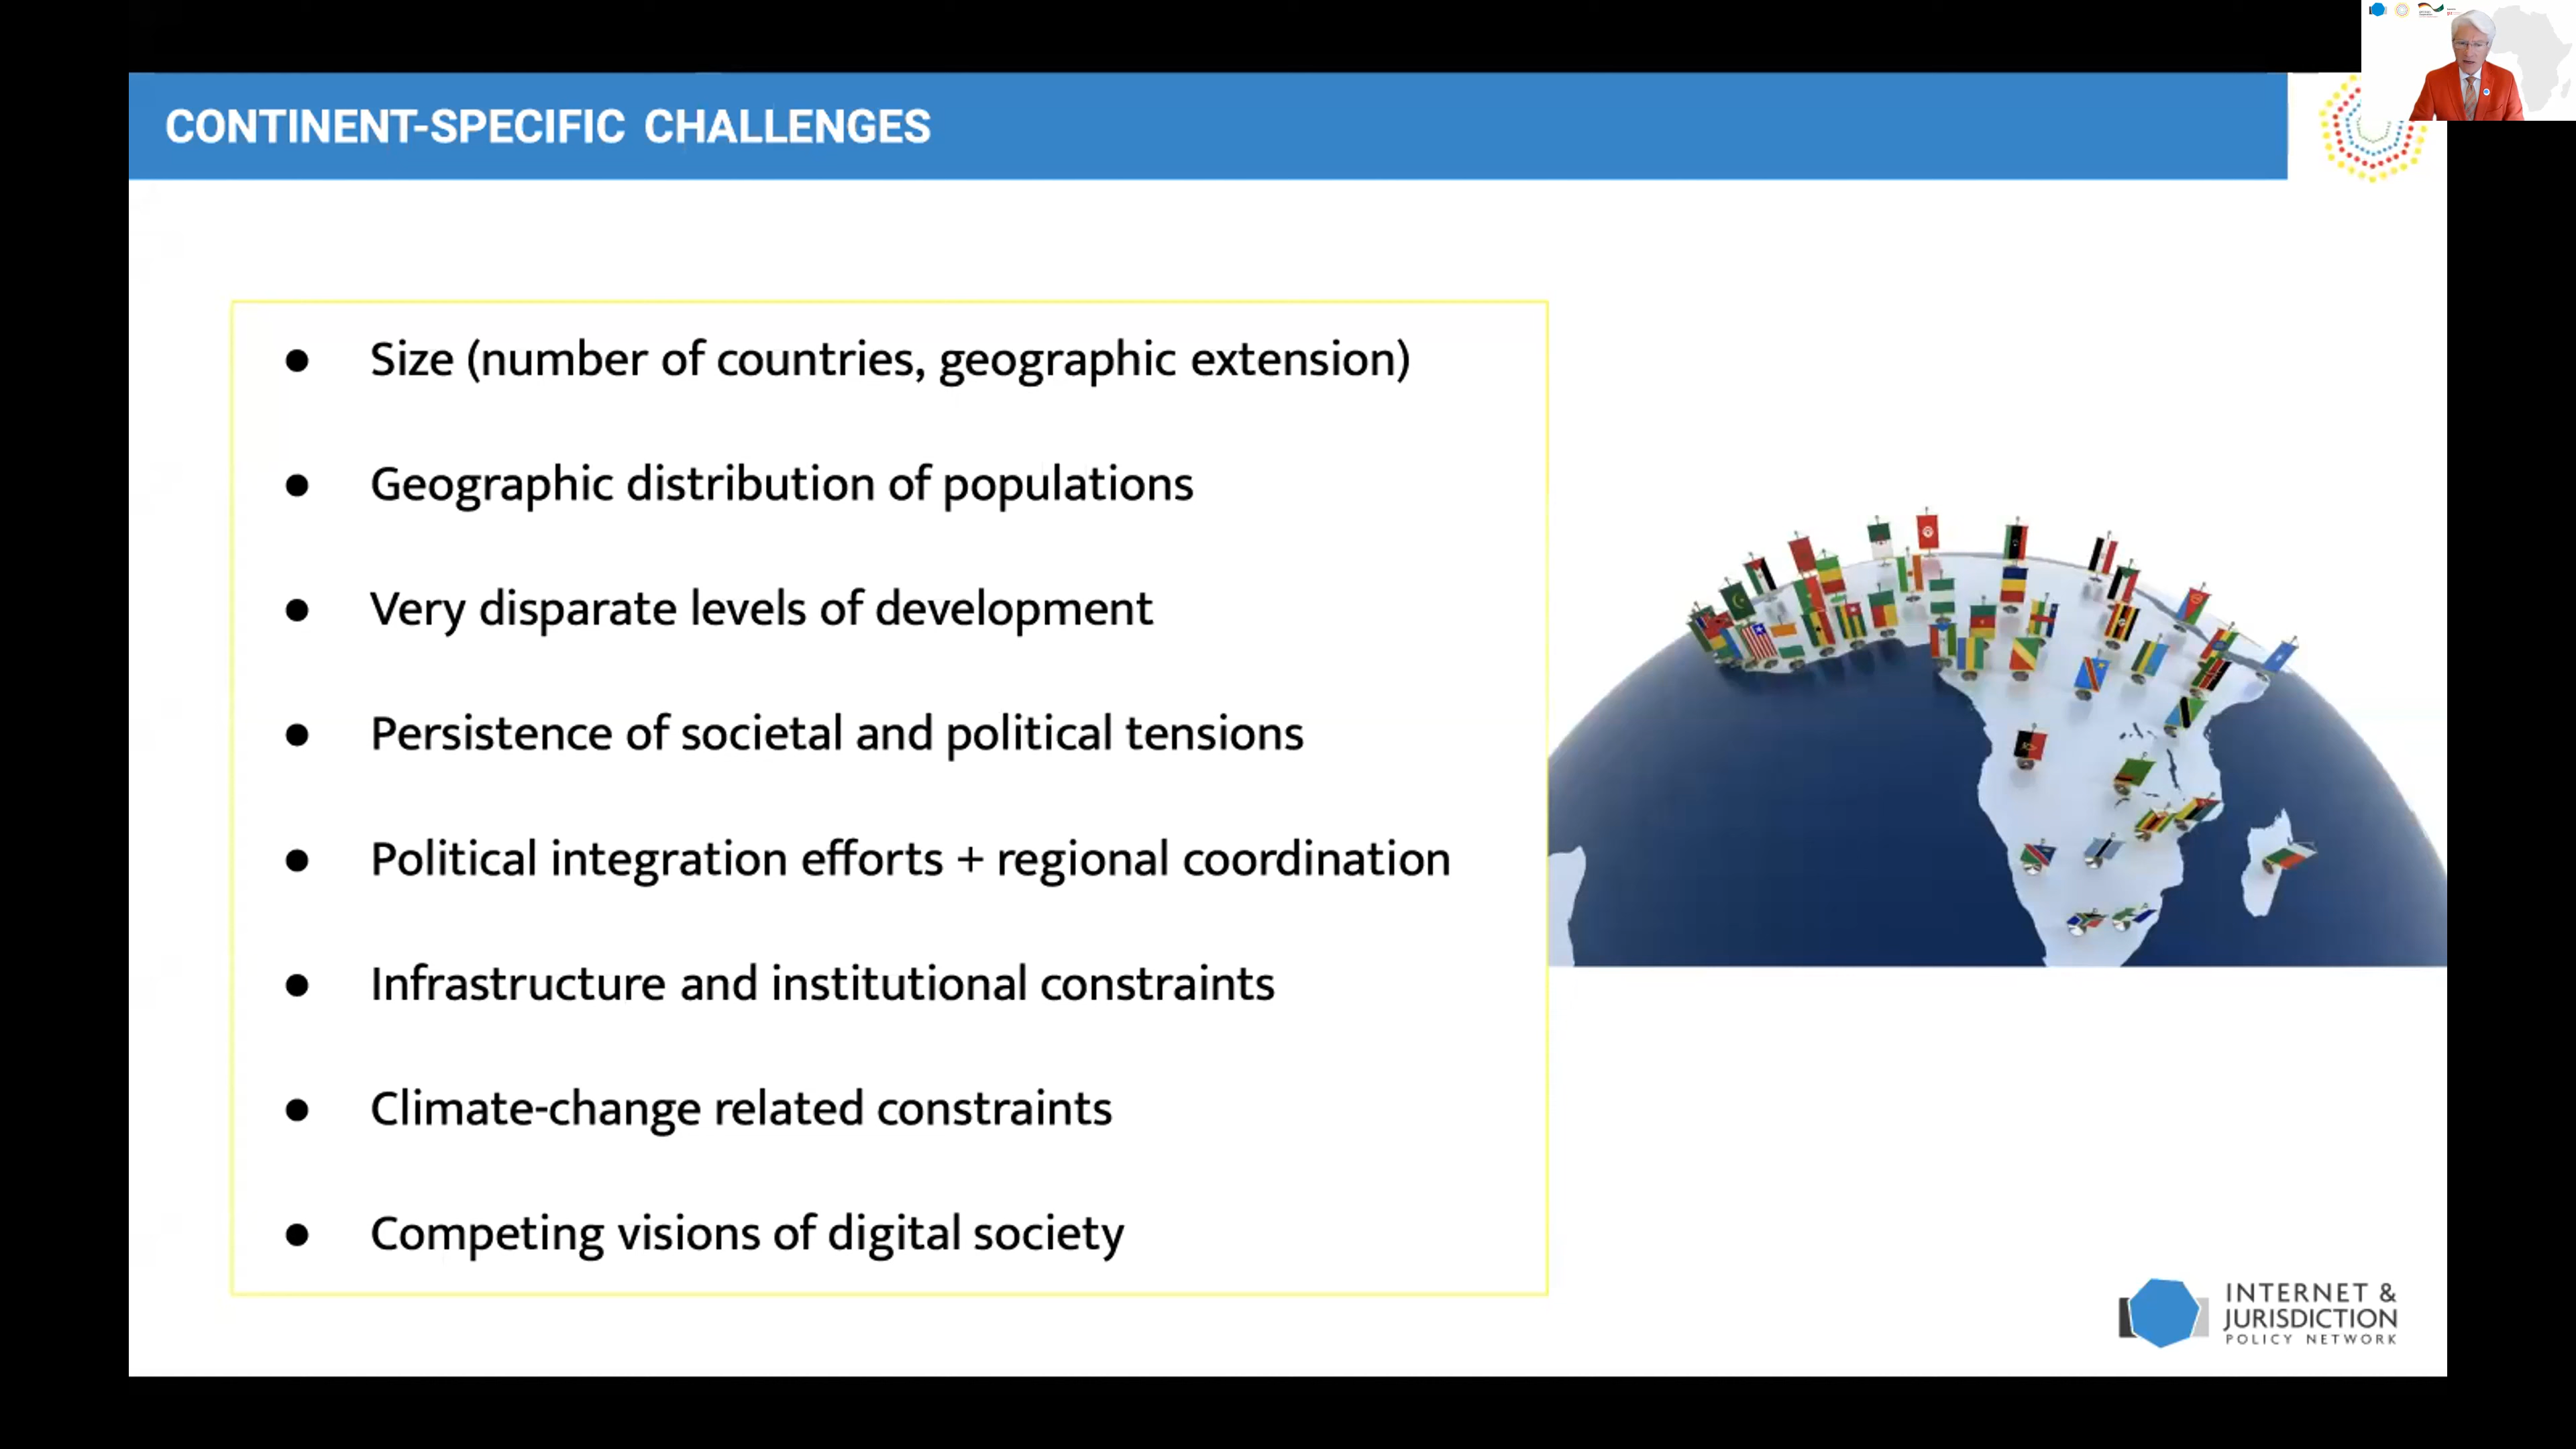 CONTINENT-SPECIFIC CHALLENGES
● Size (number of countries, geographic extension)
● Geographic distribution of populations
● Very disparate levels of development
● Persistence of societal and political tensions
● Political integration efforts + regional coordination
● Infrastructure and institutional constraints
● Climate-change related constraints
● Competing visions of digital society
INTERNET &
JURISDICTION
POLICY NETWORK